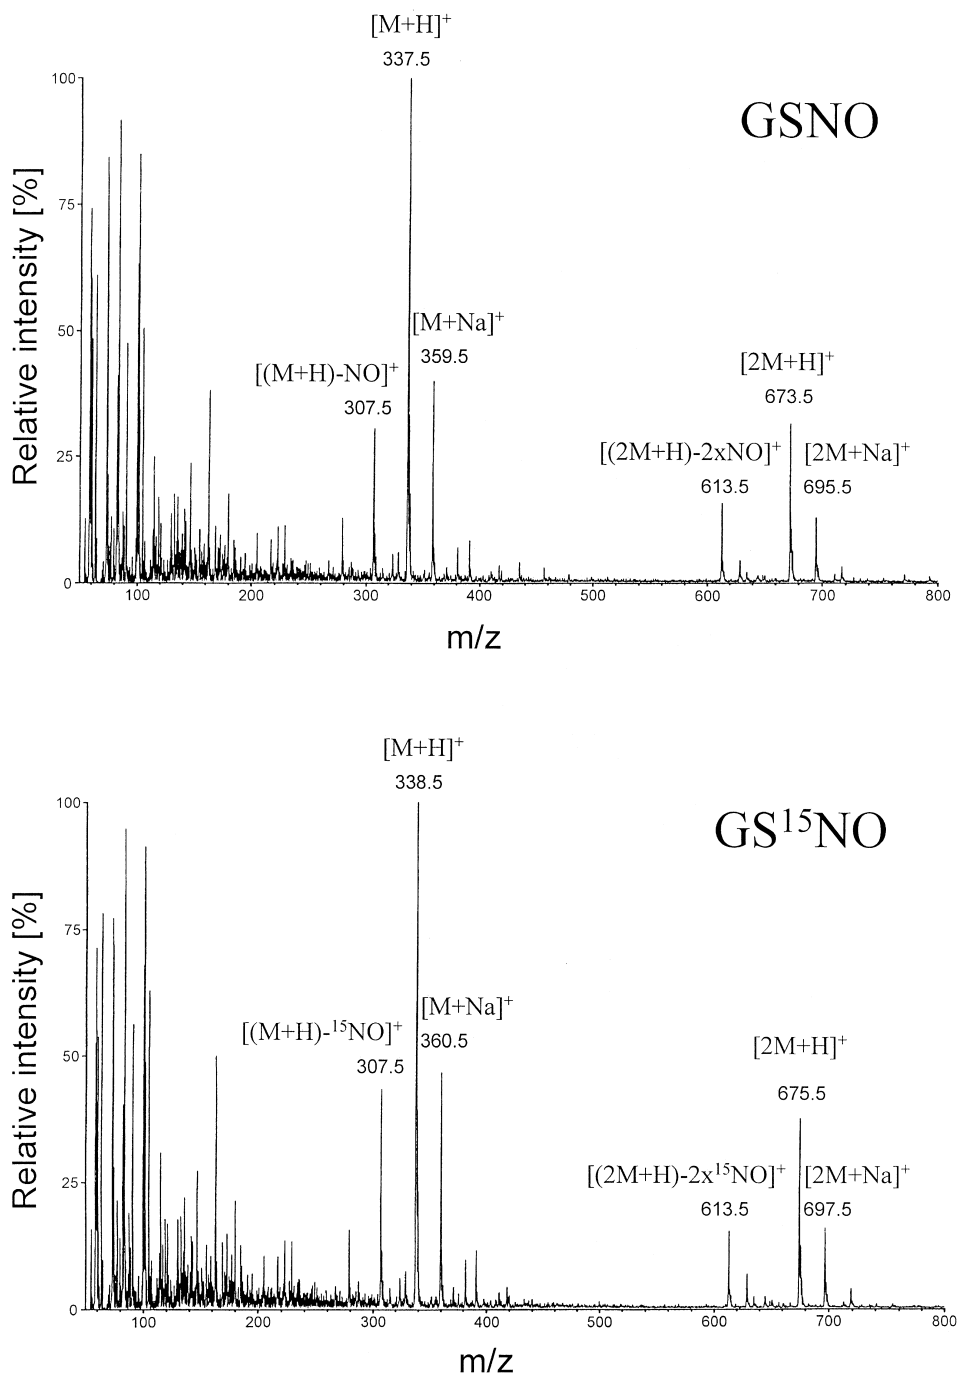 [M+H]+
337.5
100
GSNO
75
Relative intensity [%]
50
[M+Na]+
359.5
[(M+H)-NO]+
307.5
[2M+H]+
673.5
25
[(2M+H)-2xNO]+
[2M+Na]+
613.5
695.5
0
100 200 300 400 500 600 700 800
m/z
[M+H]+
338.5
100
GS15NO
75
Relative intensity [%]
50
[M+Na]+
360.5
[(M+H)-15NO]+
307.5
[2M+H]+
675.5
25
[(2M+H)-2x15NO]+
[2M+Na]+
613.5
697.5
0
100 200 300 400 500 600 700 800
m/z